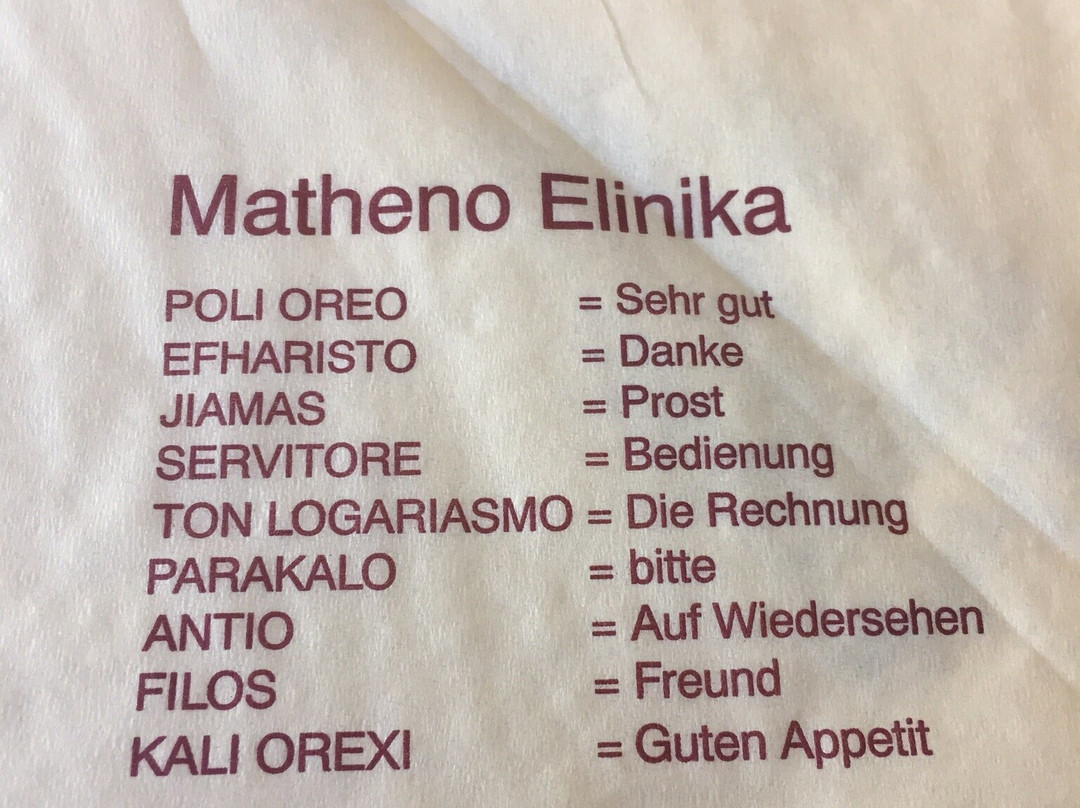 Matheno Elinika
POLI OREO = Sehr gut
EFHARISTO = Danke
JIAMAS = Prost
SERVITORE = Bedienung
TON LOGARIASMO = Die Rechnung
PARAKALO = bitte
ANTIO = Auf Wiedersehen
FILOS = Freund
KALI OREXI = Guten Appetit